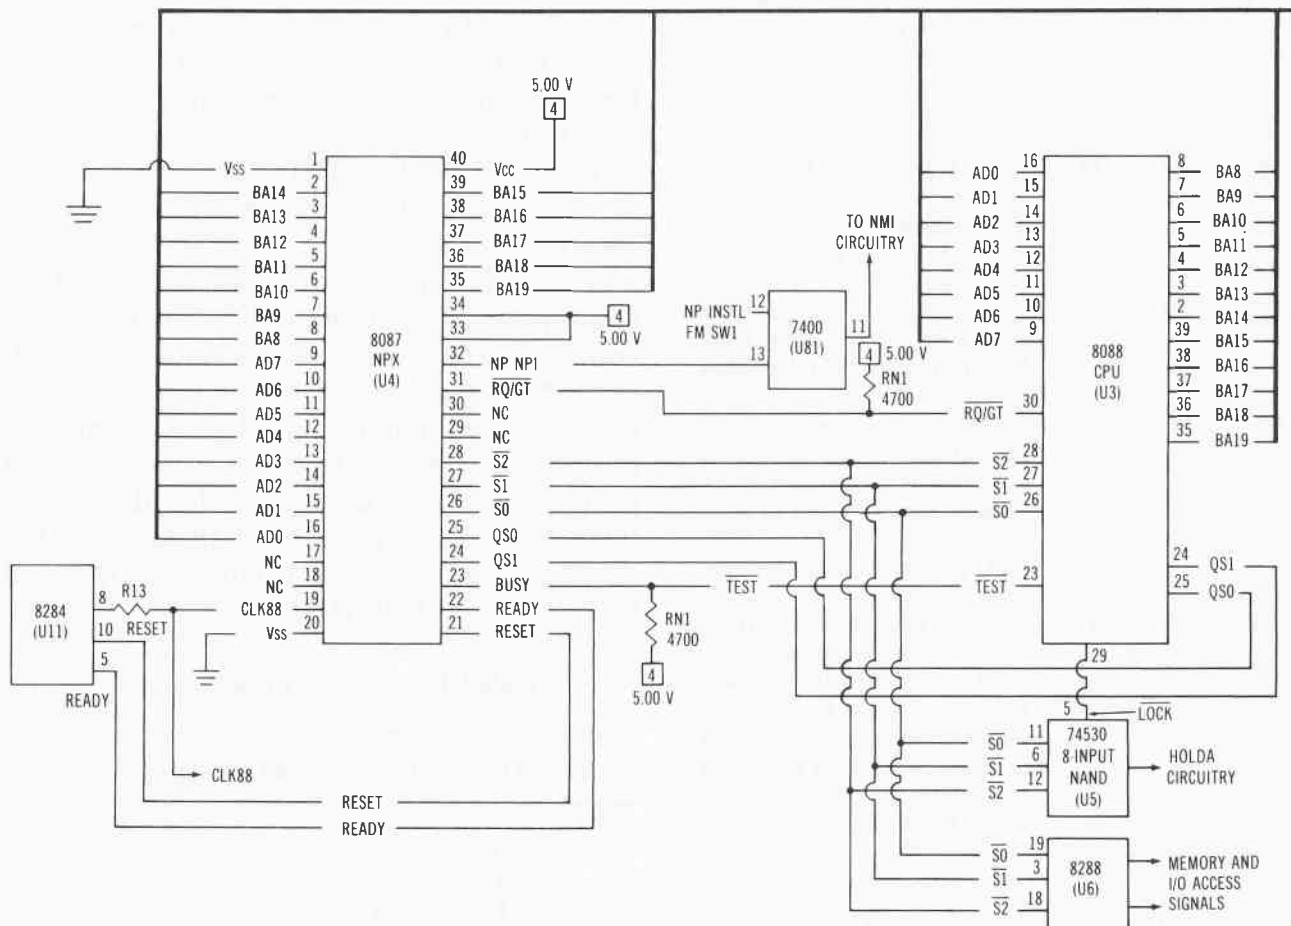 5.00 V
4
Vss 1
BA14 2
BA13 3
BA12 4
BA11 5
BA10 6
BA9 7
BA8 8
AD7 9
AD6 10
AD5 11
AD4 12
AD3 13
AD2 14
AD1 15
AD0 16
NC 17
NC 18
CLK88 19
Vss 20
8087
NPX
(U4)
40 Vcc
39 BA15
38 BA16
37 BA17
36 BA18
35 BA19
34
33
4
5.00 V
32 NP NPI
31 RQ/GT
30 NC
29 NC
28 S2
27 S1
26 S0
25 QS0
24 QS1
23 BUSY
22 READY
21 RESET
8284
(U11)
8 R13
10 RESET
5
READY
CLK88
RESET
READY
RN1
4700
4
5.00 V
TEST
TO NMI
CIRCUITRY
NP INSTL
FM SW1
12
13
7400
(U81)
11
4 5.00 V
RN1
4700
AD0 16
AD1 15
AD2 14
AD3 13
AD4 12
AD5 11
AD6 10
AD7 9
RQ/GT 30
S2 28
S1 27
S0 26
TEST 23
8088
CPU
(U3)
8 BA8
7 BA9
6 BA10
5 BA11
4 BA12
3 BA13
2 BA14
39 BA15
38 BA16
37 BA17
36 BA18
35 BA19
24 QS1
25 QS0
29
5 LOCK
S0 11
S1 6
S2 12
74530
8-INPUT
NAND
(U5)
HOLDA
CIRCUITRY
S0 19
S1 3
S2 18
8288
(U6)
MEMORY AND
I/O ACCESS
SIGNALS